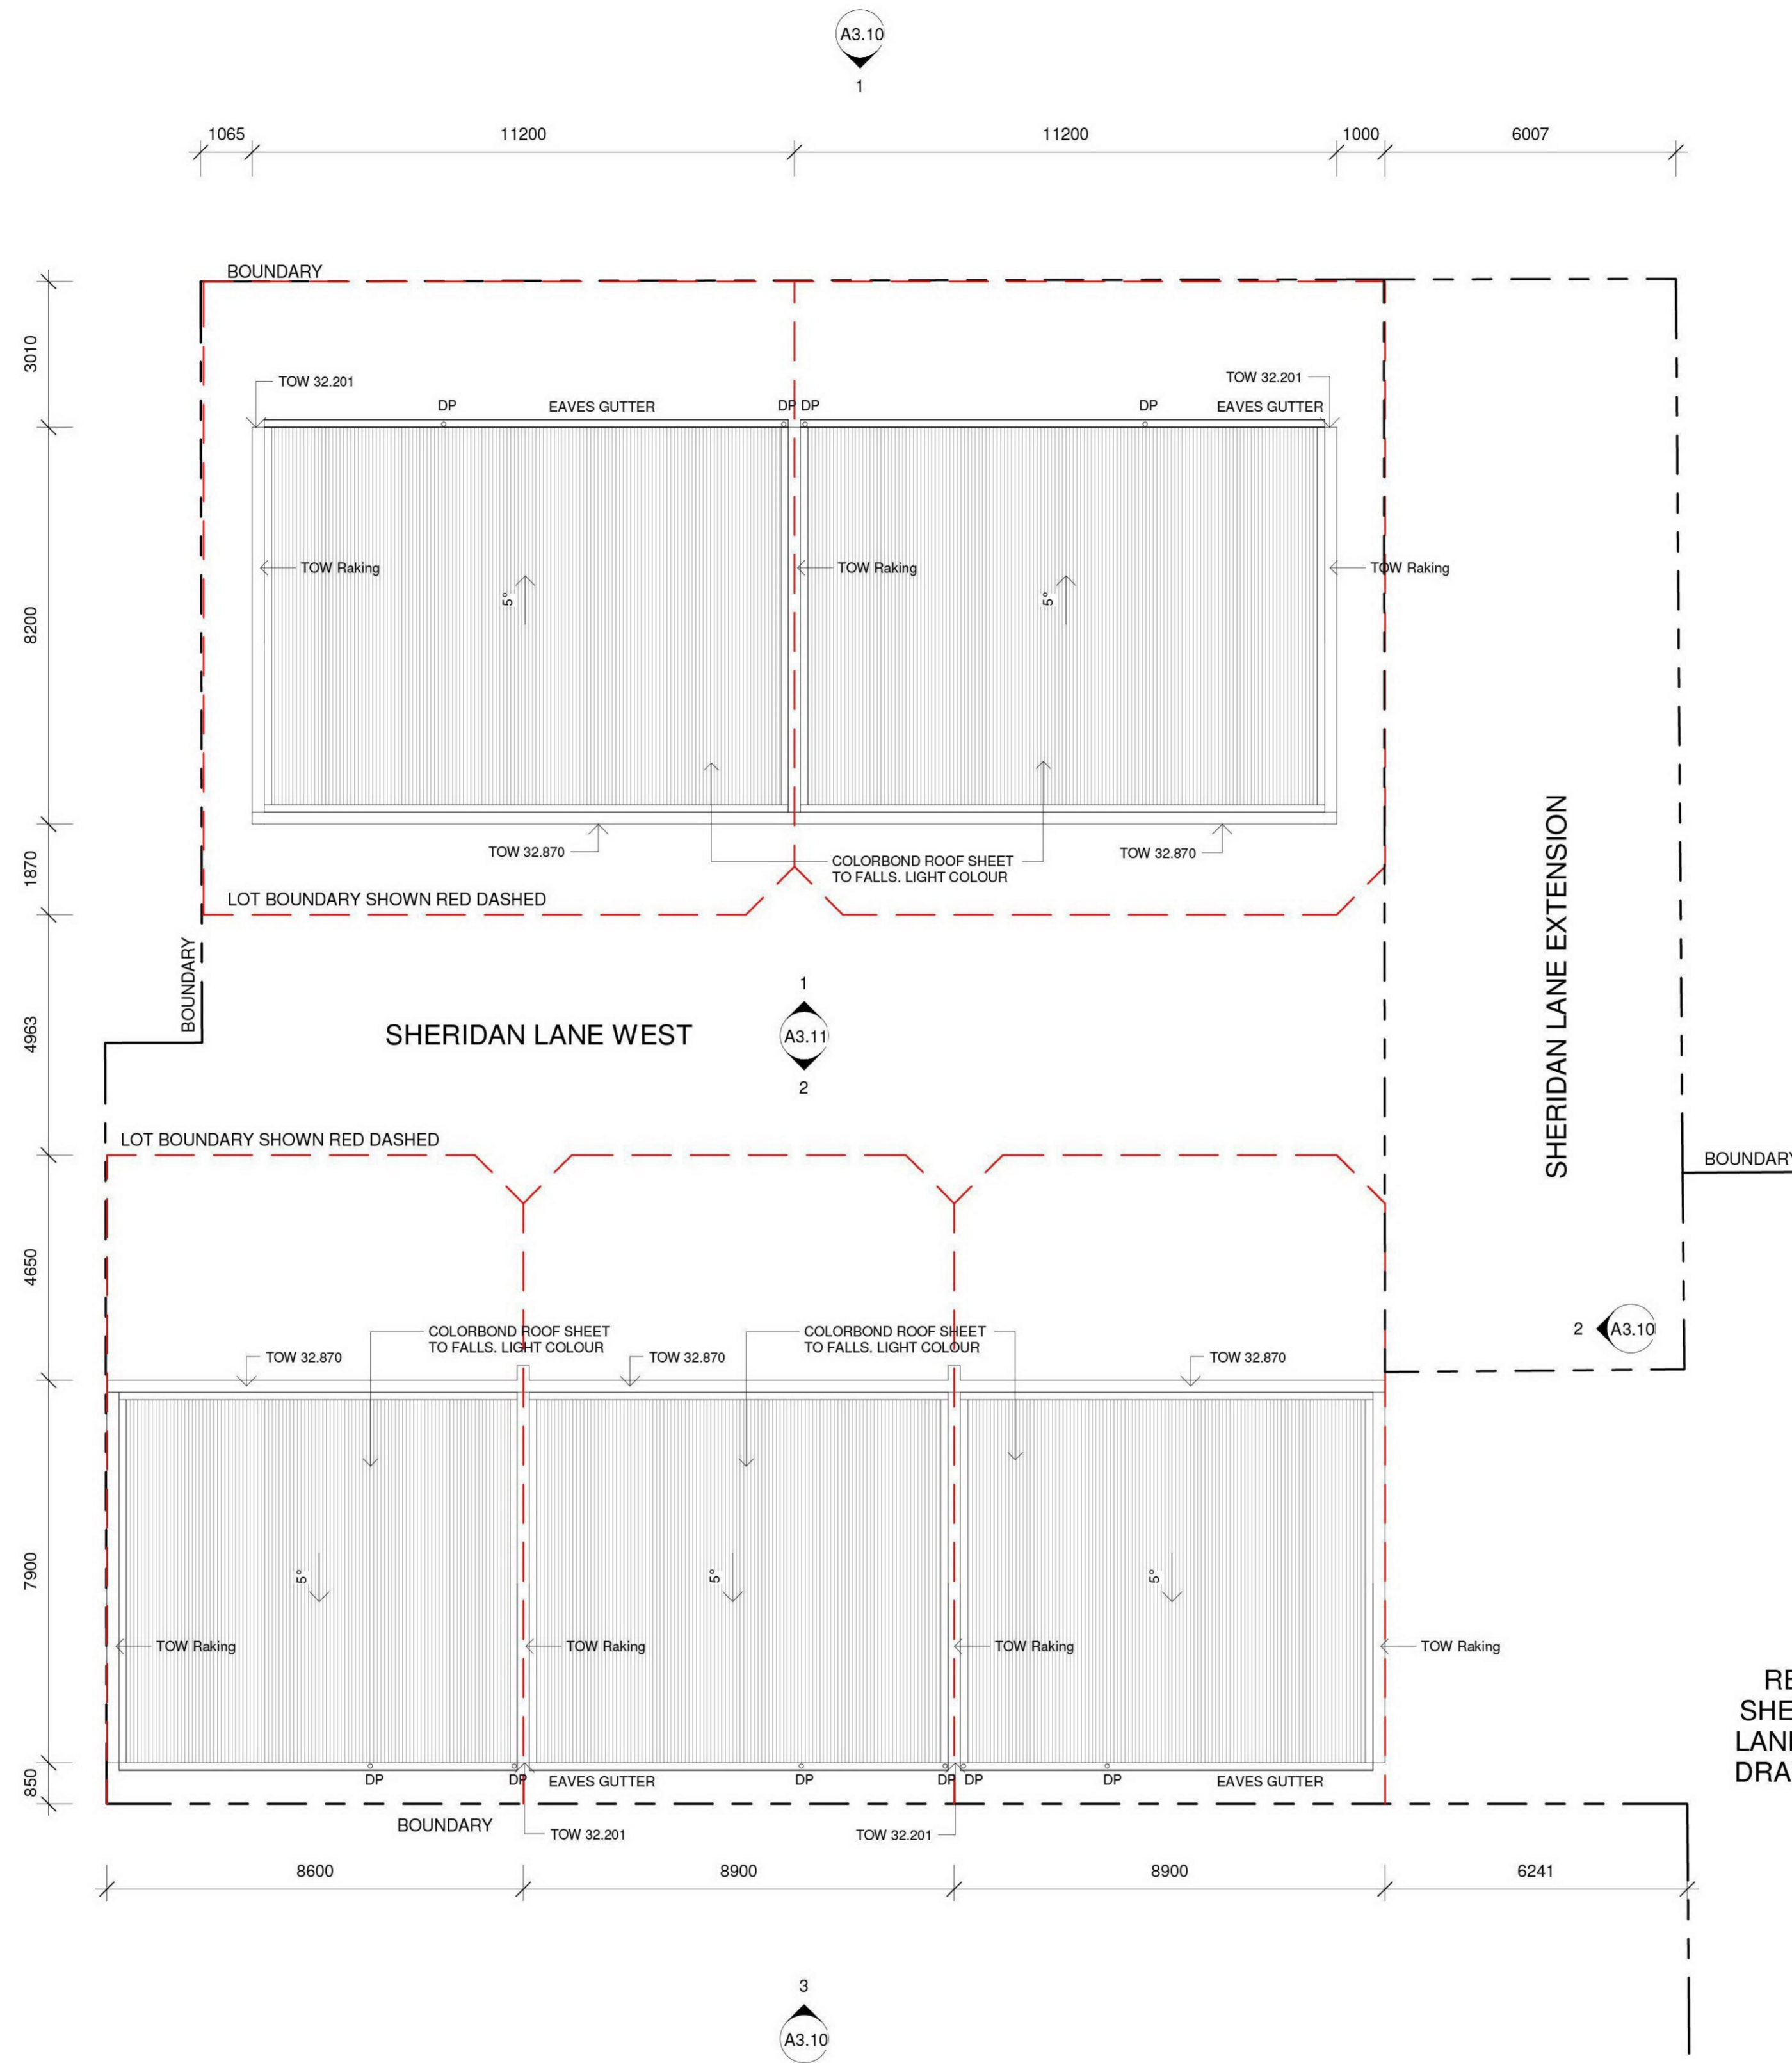 A3.10
1
1065
11200
11200
1000
6007
BOUNDARY
3010
TOW 32.201
TOW 32.201
DP
EAVES GUTTER
DP DP
DP
EAVES GUTTER
TOW Raking
TOW Raking
TOW Raking
5°
5°
8200
TOW 32.870
TOW 32.870
COLORBOND ROOF SHEET
TO FALLS. LIGHT COLOUR
1870
LOT BOUNDARY SHOWN RED DASHED
SHERIDAN LANE EXTENSION
BOUNDARY
1
SHERIDAN LANE WEST
A3.11
2
4963
LOT BOUNDARY SHOWN RED DASHED
BOUNDARY
4650
2
A3.10
COLORBOND ROOF SHEET
TO FALLS. LIGHT COLOUR
COLORBOND ROOF SHEET
TO FALLS. LIGHT COLOUR
TOW 32.870
TOW 32.870
TOW 32.870
7900
5°
5°
5°
TOW Raking
TOW Raking
TOW Raking
TOW Raking
RE
SHE
LAN
DRA
850
DP
DP
EAVES GUTTER
DP
DP DP
DP
EAVES GUTTER
BOUNDARY
TOW 32.201
TOW 32.201
8600
8900
8900
6241
3
A3.10